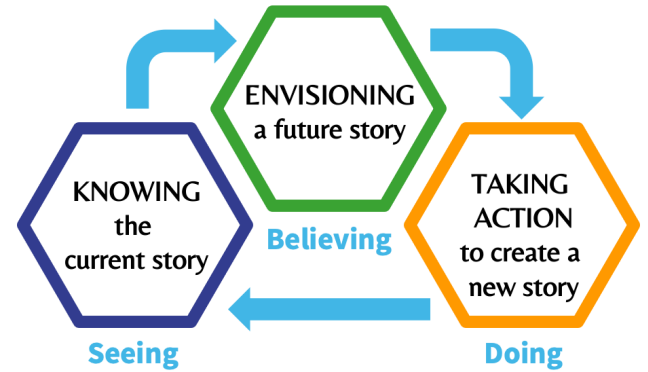 KNOWING
the
current story
Seeing
ENVISIONING
a future story
Believing
TAKING
ACTION
to create a
new story
Doing